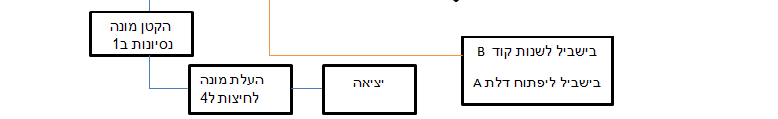 הקטן מונה
נסיונות ב1
בישביל לשנות קוד B
בישביל ליפתוח דלת A
העלת מונה
לחיצות ל4
יציאה